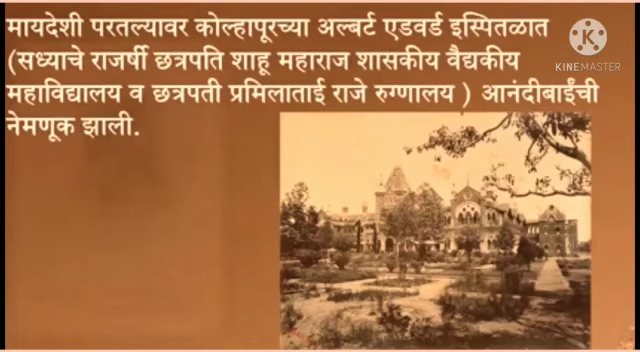 मायदेशी परतल्यावर कोल्हापूरच्या अल्बर्ट एडवर्ड इस्पितळात
(सध्याचे राजर्षी छत्रपति शाहू महाराज शासकीय वैद्यकीय
महाविद्यालय व छत्रपती प्रमिलाताई राजे रुग्णालय ) आनंदीबाईंची
नेमणूक झाली.
KINEMASTER